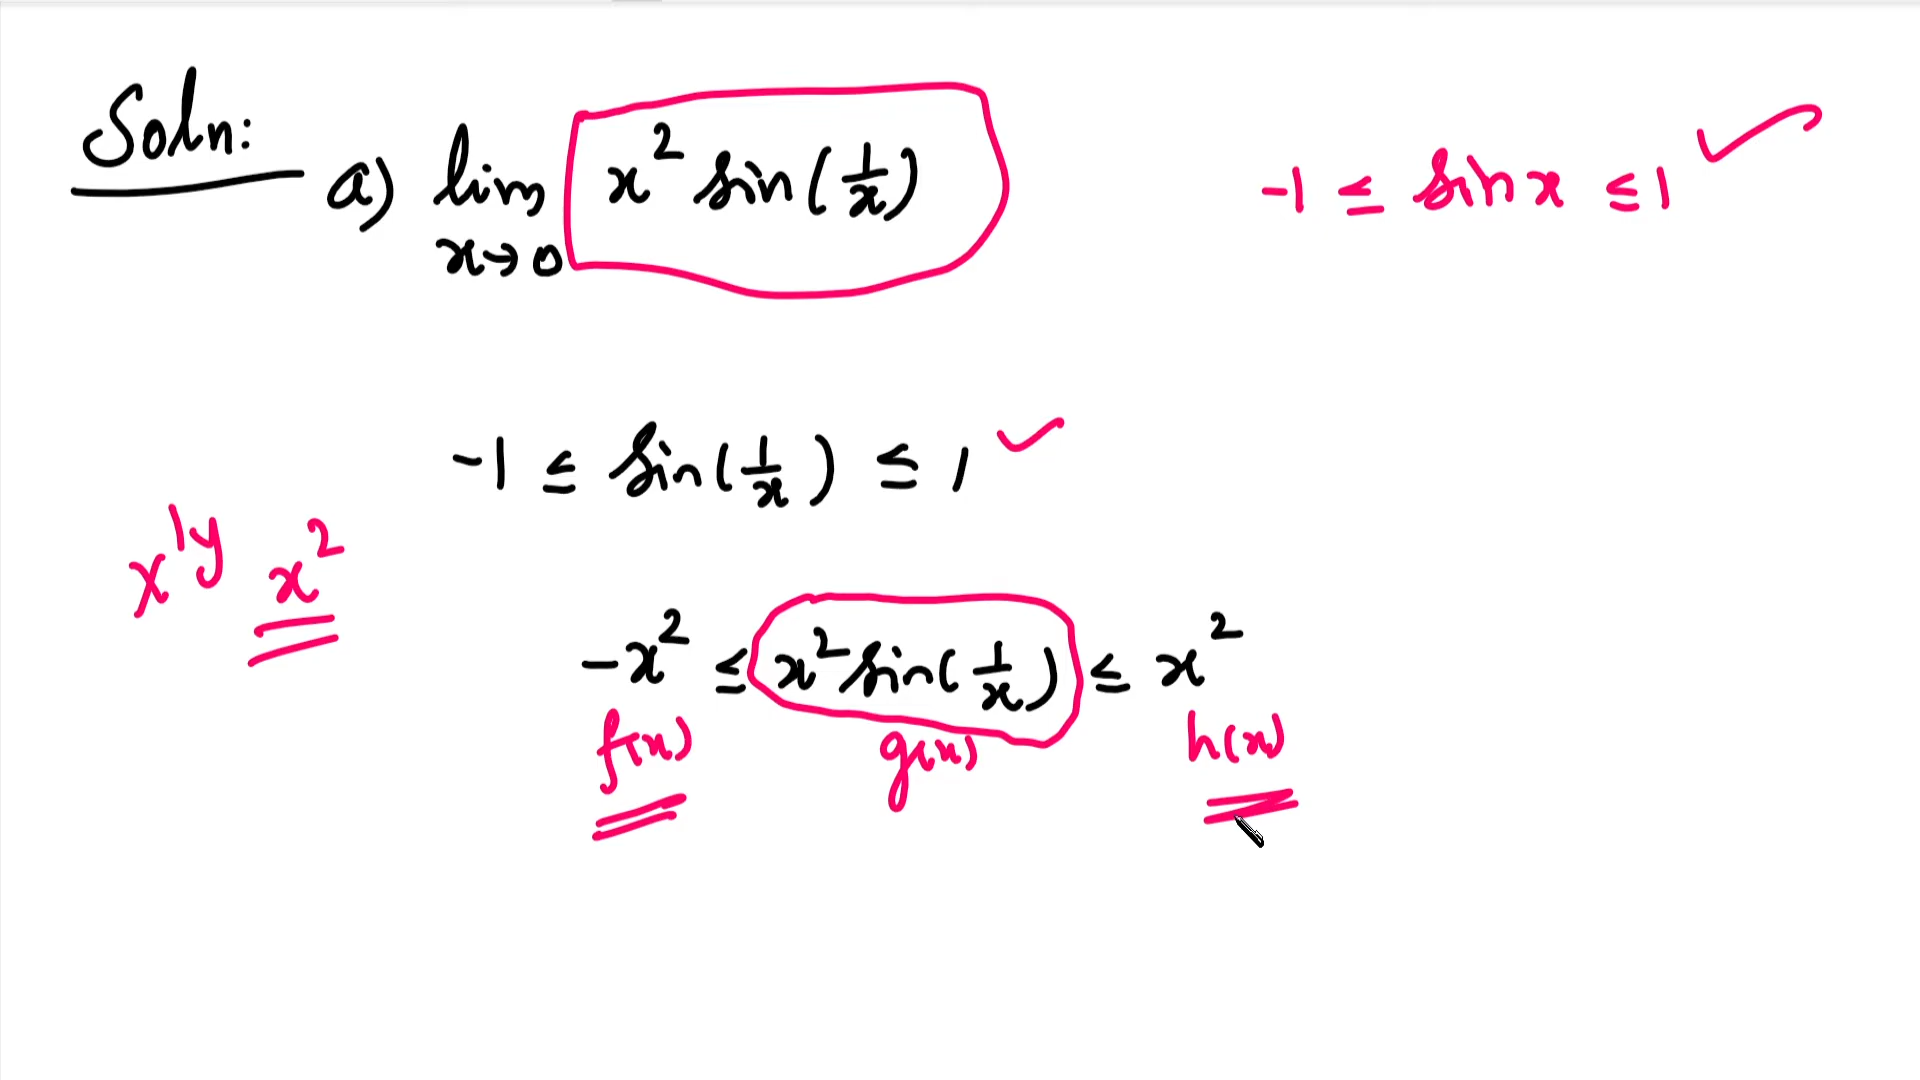 Soln:
a) lim x→0 x² sin(1/x)
-1 ≤ sin x ≤ 1
-1 ≤ sin(1/x) ≤ 1
x'ly x²
-x² ≤ x² sin(1/x) ≤ x²
f(x) g(x) h(x)